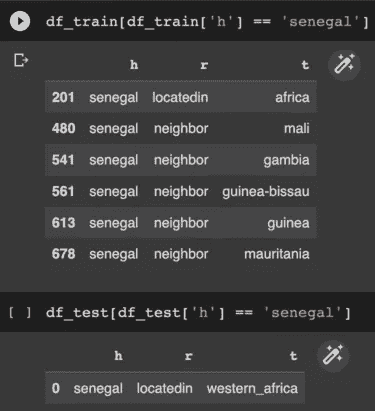 df_train[df_train['h'] == 'senegal']
h r t
201 senegal locatedin africa
480 senegal neighbor mali
541 senegal neighbor gambia
561 senegal neighbor guinea-bissau
613 senegal neighbor guinea
678 senegal neighbor mauritania
[ ] df_test[df_test['h'] == 'senegal']
h r t
0 senegal locatedin western_africa